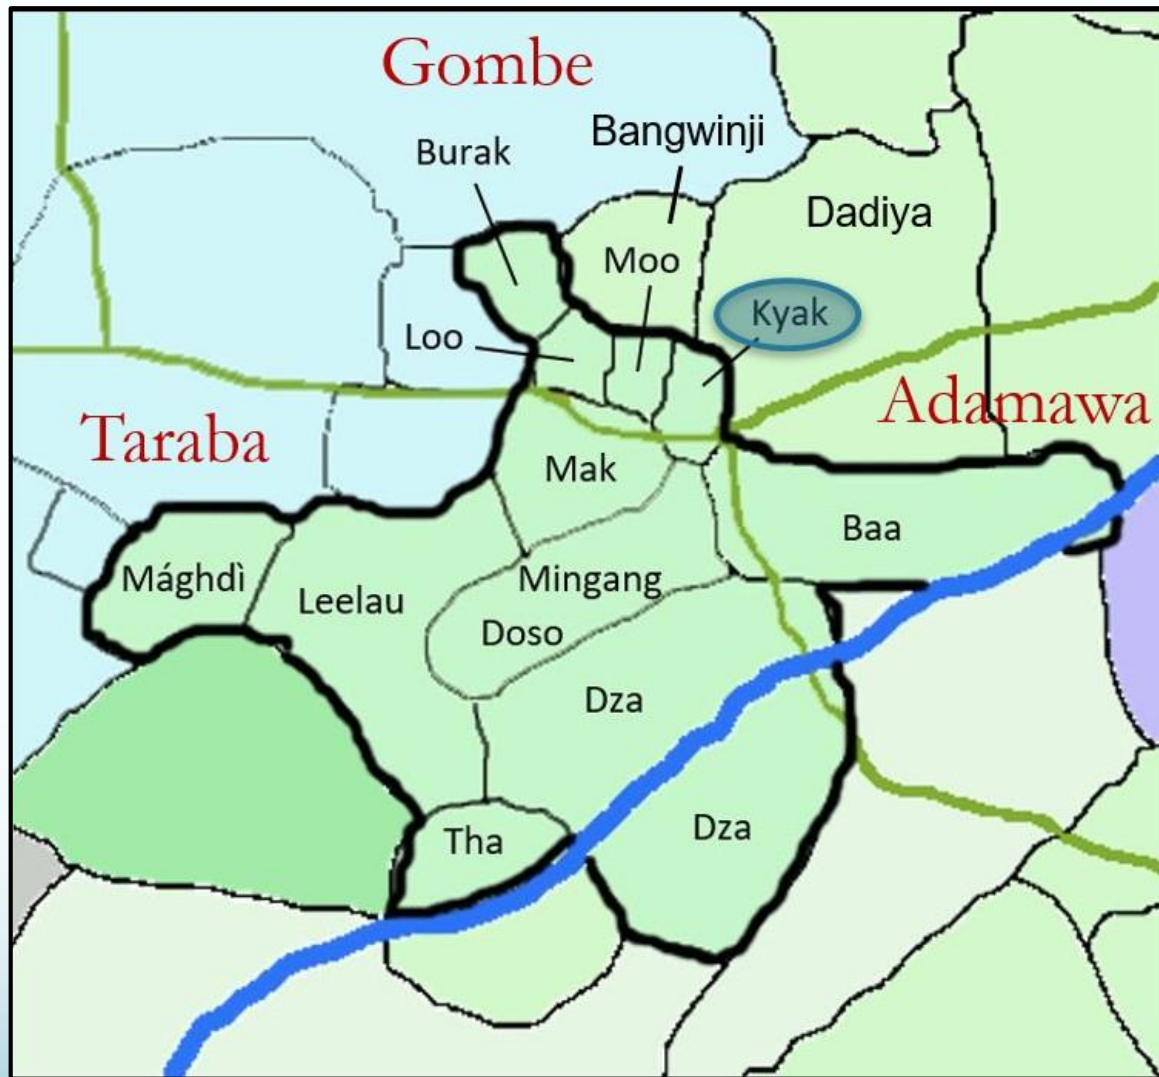 Gombe
Bangwinji
Burak
Dadiya
Moo
Kyak
Loo
Adamawa
Taraba
Mak
Baa
Mághdì
Mingang
Leelau
Doso
Dza
Dza
Tha